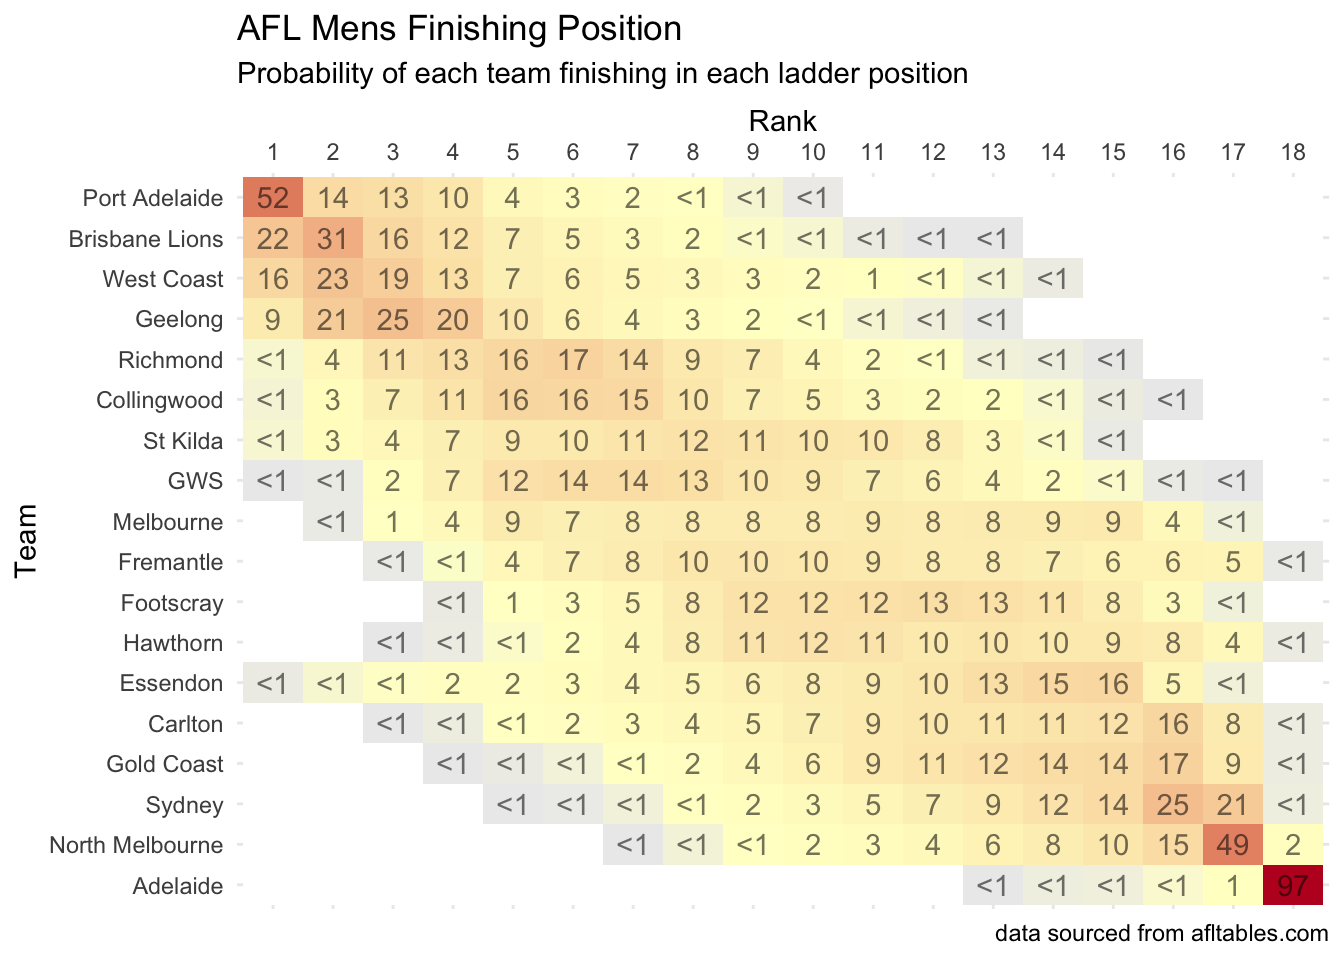 AFL Mens Finishing Position
Probability of each team finishing in each ladder position
Rank
1 2 3 4 5 6 7 8 9 10 11 12 13 14 15 16 17 18
Team
Port Adelaide 52 14 13 10 4 3 2 <1 <1 <1
Brisbane Lions 22 31 16 12 7 5 3 2 <1 <1 <1 <1 <1
West Coast 16 23 19 13 7 6 5 3 3 2 1 <1 <1 <1
Geelong 9 21 25 20 10 6 4 3 2 <1 <1 <1 <1
Richmond <1 4 11 13 16 17 14 9 7 4 2 <1 <1 <1 <1
Collingwood <1 3 7 11 16 16 15 10 7 5 3 2 2 <1 <1 <1
St Kilda <1 3 4 7 9 10 11 12 11 10 10 8 3 <1 <1
GWS <1 <1 2 7 12 14 14 13 10 9 7 6 4 2 <1 <1 <1
Melbourne <1 1 4 9 7 8 8 8 8 9 8 8 9 9 4 <1
Fremantle <1 <1 4 7 8 10 10 10 9 8 8 7 6 6 5 <1
Footscray <1 1 3 5 8 12 12 12 13 13 11 8 3 <1
Hawthorn <1 <1 <1 2 4 8 11 12 11 10 10 10 9 8 4 <1
Essendon <1 <1 <1 2 2 3 4 5 6 8 9 10 13 15 16 5 <1
Carlton <1 <1 <1 2 3 4 5 7 9 10 11 11 12 16 8 <1
Gold Coast <1 <1 <1 <1 2 4 6 9 11 12 14 14 17 9 <1
Sydney <1 <1 <1 <1 2 3 5 7 9 12 14 25 21 <1
North Melbourne <1 <1 <1 2 3 4 6 8 10 15 49 2
Adelaide <1 <1 <1 <1 1 97
data sourced from afltables.com